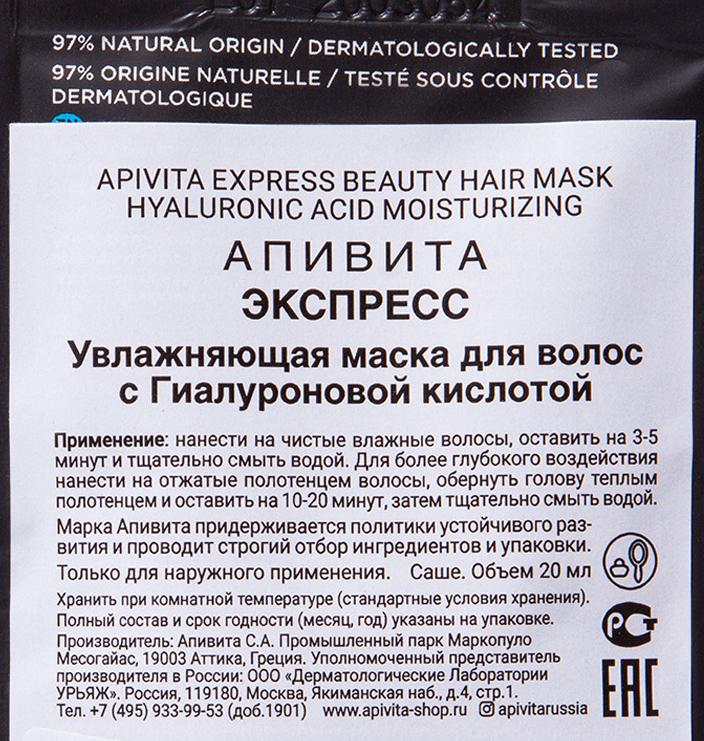 97% NATURAL ORIGIN / DERMATOLOGICALLY TESTED
97% ORIGINE NATURELLE / TESTÉ SOUS CONTRÔLE
DERMATOLOGIQUE
APIVITA EXPRESS BEAUTY HAIR MASK
HYALURONIC ACID MOISTURIZING
АПИВИТА
ЭКСПРЕСС
Увлажняющая маска для волос
с Гиалуроновой кислотой
Применение: нанести на чистые влажные волосы, оставить на 3-5
минут и тщательно смыть водой. Для более глубокого воздействия
нанести на отжатые полотенцем волосы, обернуть голову теплым
полотенцем и оставить на 10-20 минут, затем тщательно смыть водой.
Марка Апивита придерживается политики устойчивого раз-
вития и проводит строгий отбор ингредиентов и упаковки.
Только для наружного применения. Саше. Объем 20 мл
Хранить при комнатной температуре (стандартные условия хранения).
Полный состав и срок годности (месяц, год) указаны на упаковке.
Производитель: Апивита С.А. Промышленный парк Маркопуло
Месогайас, 19003 Аттика, Греция. Уполномоченный представитель
производителя в России: ООО «Дерматологические Лаборатории
УРЬЯЖ». Россия, 119180, Москва, Якиманская наб., д.4, стр.1.
Тел. +7 (495) 933-99-53 (доб.1901) www.apivita-shop.ru apivitarussia
РСТ
EAC